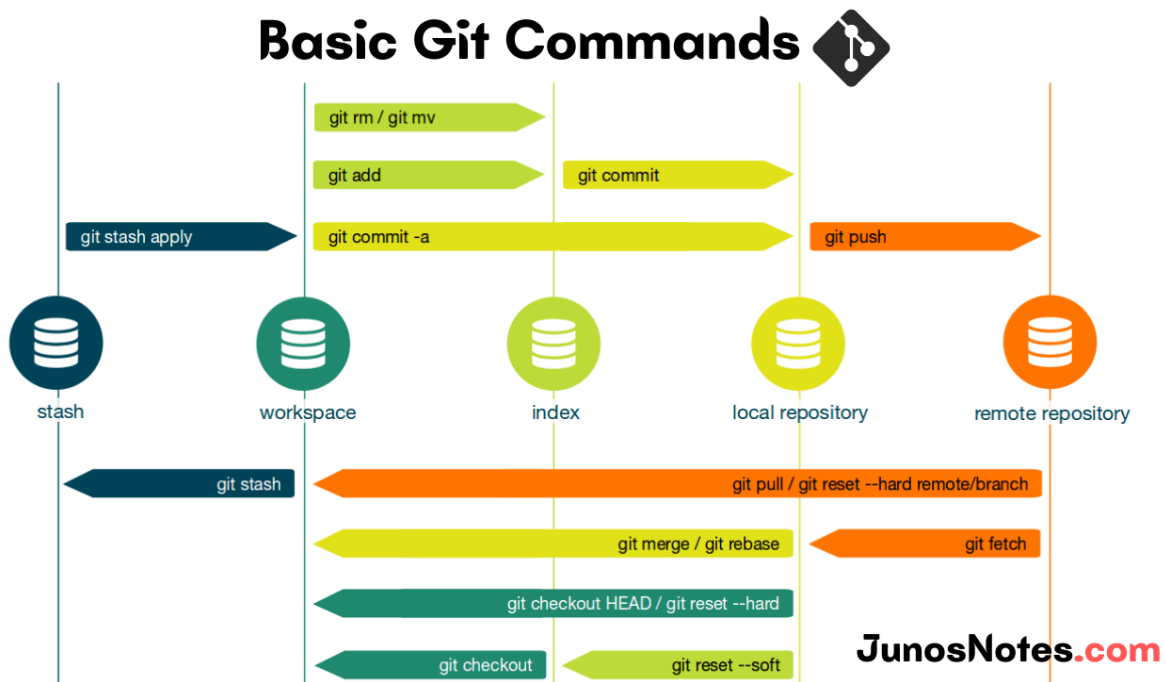 Basic Git Commands
git rm / git mv
git add
git commit
git stash apply
git commit -a
git push
stash
workspace
index
local repository
remote repository
git stash
git pull / git reset --hard remote/branch
git merge / git rebase
git fetch
git checkout HEAD / git reset --hard
git checkout
git reset --soft
JunosNotes.com